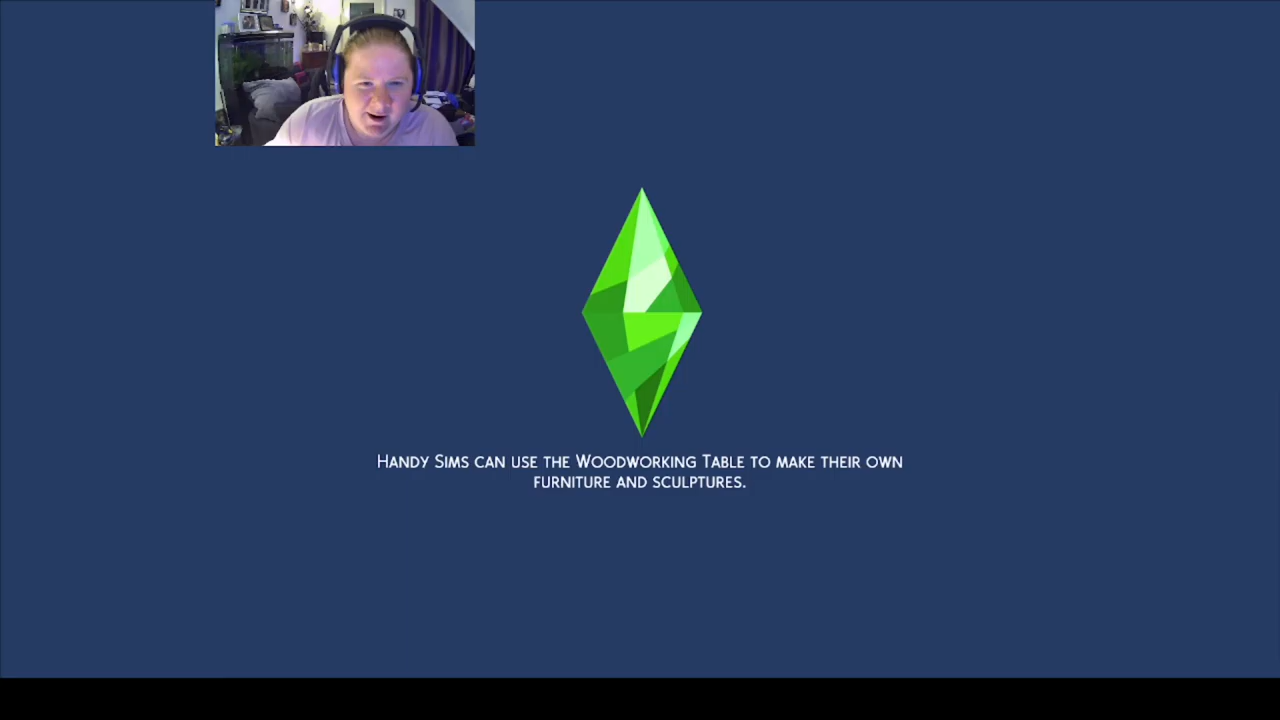 Handy Sims can use the Woodworking Table to make their own
furniture and sculptures.